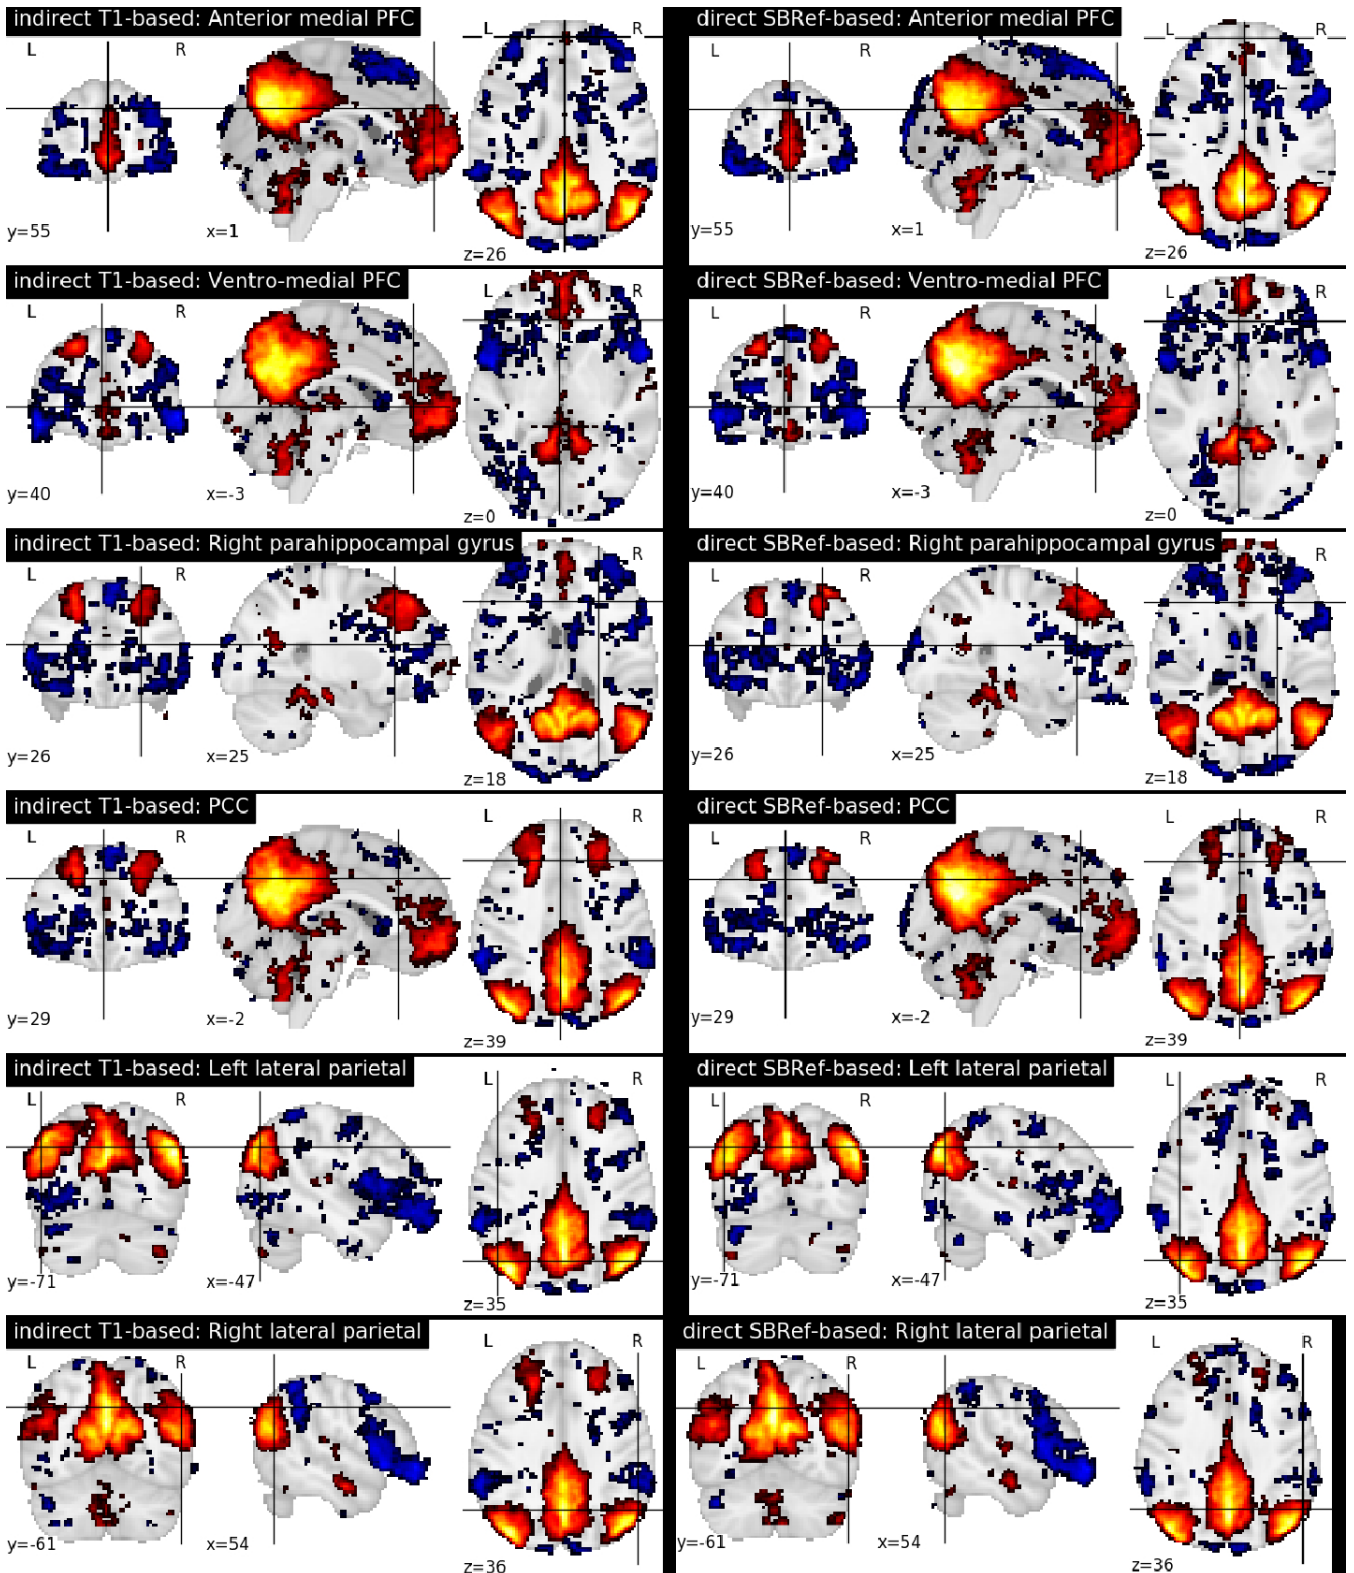 indirect T1-based: Anterior medial PFC
L R L R
y=55 x=1 z=26
direct SBRef-based: Anterior medial PFC
L R L R
y=55 x=1 z=26
indirect T1-based: Ventro-medial PFC
L R L R
y=40 x=-3 z=0
direct SBRef-based: Ventro-medial PFC
L R L R
y=40 x=-3 z=0
indirect T1-based: Right parahippocampal gyrus
L R L R
y=26 x=25 z=18
direct SBRef-based: Right parahippocampal gyrus
L R L R
y=26 x=25 z=18
indirect T1-based: PCC
L R L R
y=29 x=-2 z=39
direct SBRef-based: PCC
L R L R
y=29 x=-2 z=39
indirect T1-based: Left lateral parietal
L R L R
y=-71 x=-47 z=35
direct SBRef-based: Left lateral parietal
L R L R
y=-71 x=-47 z=35
indirect T1-based: Right lateral parietal
L R L R
y=-61 x=54 z=36
direct SBRef-based: Right lateral parietal
L R L R
y=-61 x=54 z=36